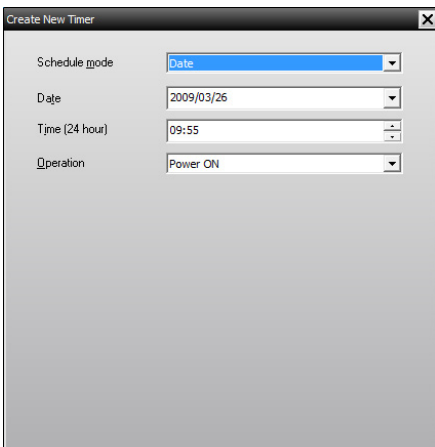 Create New Timer
Schedule mode Date
Date 2009/03/26
Time (24 hour) 09:55
Operation Power ON